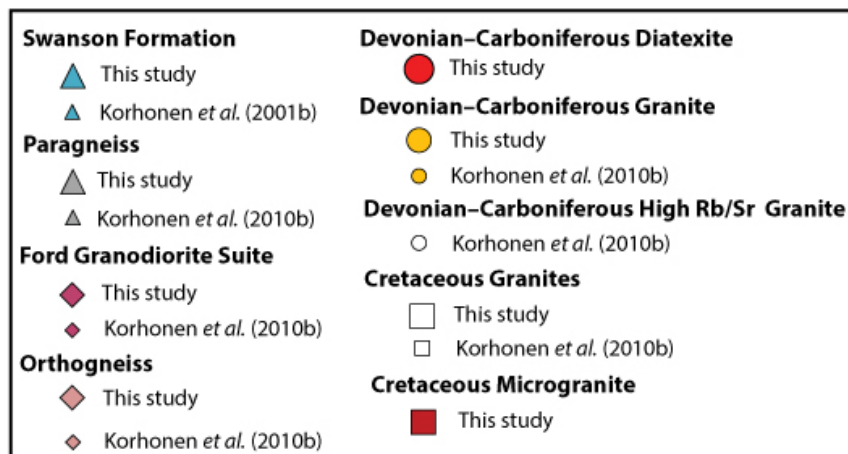 Swanson Formation
This study
Korhonen et al. (2001b)
Paragneiss
This study
Korhonen et al. (2010b)
Ford Granodiorite Suite
This study
Korhonen et al. (2010b)
Orthogneiss
This study
Korhonen et al. (2010b)
Devonian–Carboniferous Diatexite
This study
Devonian–Carboniferous Granite
This study
Korhonen et al. (2010b)
Devonian–Carboniferous High Rb/Sr Granite
Korhonen et al. (2010b)
Cretaceous Granites
This study
Korhonen et al. (2010b)
Cretaceous Microgranite
This study